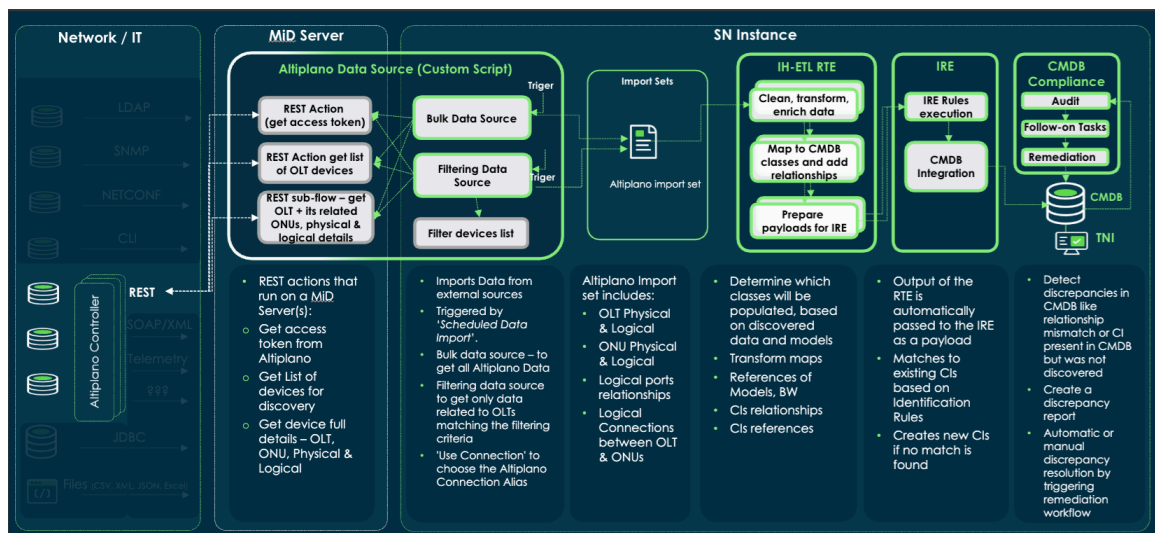 Network / IT
MiD Server
SN Instance
LDAP
SNMP
NETCONF
CLI
REST
Altiplano Controller
SOAP/XML
Telemetry
???
JDBC
Files (CSV, XML, JSON, Excel)
Altiplano Data Source (Custom Script)
REST Action
(get access token)
REST Action get list
of OLT devices
REST sub-flow – get
OLT + its related
ONUs, physical &
logical details
Bulk Data Source
Filtering Data
Source
Filter devices list
Triger
Triger
Import Sets
Altiplano import set
IH-ETL RTE
Clean, transform,
enrich data
Map to CMDB
classes and add
relationships
Prepare
payloads for IRE
IRE
IRE Rules
execution
CMDB
Integration
CMDB
Compliance
Audit
Follow-on Tasks
Remediation
CMDB
TNI
• REST actions that
run on a MiD
Server(s):
o Get access
token from
Altiplano
o Get List of
devices for
discovery
o Get device full
details – OLT,
ONU, Physical &
Logical
• Imports Data from
external sources
• Triggered by
'Scheduled Data
Import'.
• Bulk data source – to
get all Altiplano Data
• Filtering data source
to get only data
related to OLTs
matching the filtering
criteria
• 'Use Connection' to
choose the Altiplano
Connection Alias
Altiplano Import
set includes:
• OLT Physical
& Logical
• ONU Physical
& Logical
• Logical ports
relationships
• Logical
Connections
between OLT
& ONUs
• Determine which
classes will be
populated, based
on discovered
data and models
• Transform maps
• References of
Models, BW
• CIs relationships
• CIs references
• Output of the
RTE is
automatically
passed to the IRE
as a payload
• Matches to
existing CIs
based on
Identification
Rules
• Creates new CIs
if no match is
found
• Detect
discrepancies in
CMDB like
relationship
mismatch or CI
present in CMDB
but was not
discovered
• Create a
discrepancy
report
• Automatic or
manual
discrepancy
resolution by
triggering
remediation
workflow